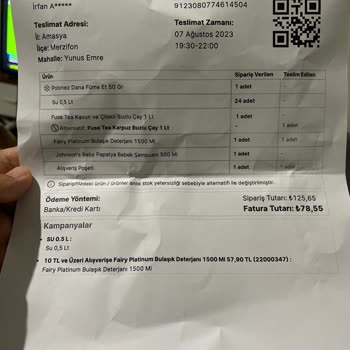 İrfan A*****
9123080774614504
Teslimat Adresi:
Teslimat Zamanı:
İl: Amasya
07 Ağustos 2023
İlçe: Merzifon
19:30-22:00
Mahalle: Yunus Emre
Ürün Sipariş Verilen Teslim Edilen
Polonez Dana Füme Et 50 Gr 1 adet -
Su 0,5 Lt 24 adet -
Fuse Tea Kavun ve Çilekli Buzlu Çay 1 Lt 1 adet -
Alternatif: Fuse Tea Karpuz Buzlu Çay 1 Lt - 1 adet
Fairy Platinum Bulaşık Deterjanı 1500 Ml 1 adet 1 adet
Johnson's Baby Papatya Bebek Şampuanı 500 Ml 1 adet 1 adet
Alışveriş Poşeti 1 adet 1 adet
Siparişinizdeki ürün / ürünler anlık stok yetersizliği sebebiyle alternatif ile değiştirilmiştir.
Ödeme Yöntemi:
Sipariş Tutarı: ₺125,65
Banka/Kredi Kartı
Fatura Tutarı: ₺78,55
Kampanyalar
• SU 0.5 L :
Su 0,5 Lt
• 10 TL ve Üzeri Alışverişe Fairy Platinum Bulaşık Deterjanı 1500 Ml 57,90 TL (22000347) :
Fairy Platinum Bulaşık Deterjanı 1500 Ml